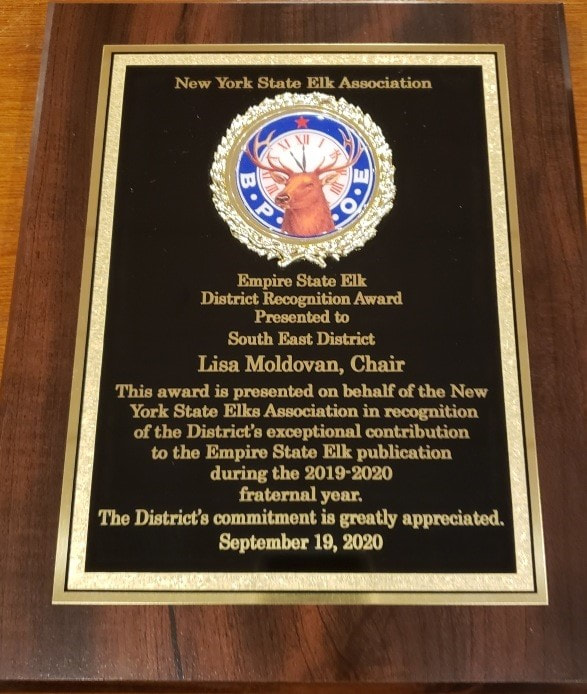 New York State Elk Association
XI XII I
B·P·O·E
Empire State Elk
District Recognition Award
Presented to
South East District
Lisa Moldovan, Chair
This award is presented on behalf of the New
York State Elks Association in recognition
of the District's exceptional contribution
to the Empire State Elk publication
during the 2019-2020
fraternal year.
The District's commitment is greatly appreciated.
September 19, 2020